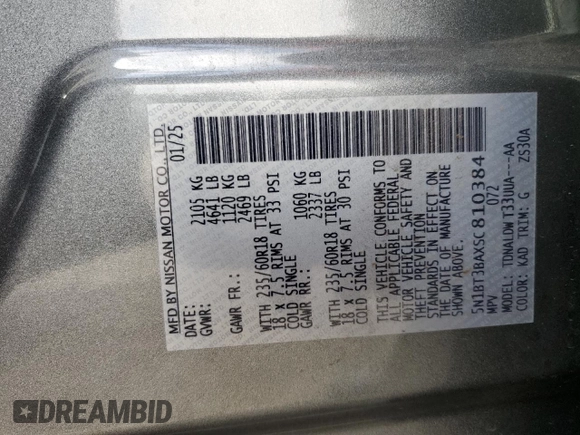 MFD BY NISSAN MOTOR CO., LTD.
DATE: 01/25
GVWR: 2105 KG
4641 LB
GAWR FR.: 1120 KG
2469 LB
WITH 235/60R18 TIRES
18 X 7.5 RIMS AT 33 PSI
COLD SINGLE
GAWR RR.: 1060 KG
2337 LB
WITH 235/60R18 TIRES
18 X 7.5 RIMS AT 30 PSI
COLD SINGLE
THIS VEHICLE CONFORMS TO
ALL APPLICABLE FEDERAL
MOTOR VEHICLE SAFETY AND
THEFT PREVENTION
STANDARDS IN EFFECT ON
THE DATE OF MANUFACTURE
SHOWN ABOVE.
5N1BT3BAXSC810384
MPV 072
MODEL: TDNALDW T33UUA---AA
COLOR: KAD TRIM: G ZS30A
DREAMBID